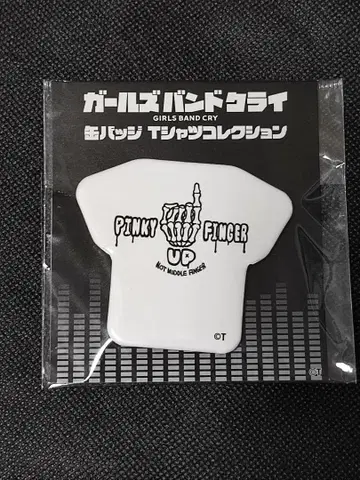 ガールズバンドクライ
GIRLS BAND CRY
缶バッジ Tシャツコレクション
PINKY FINGER
UP
NOT MIDDLE FINGER
©T
©T